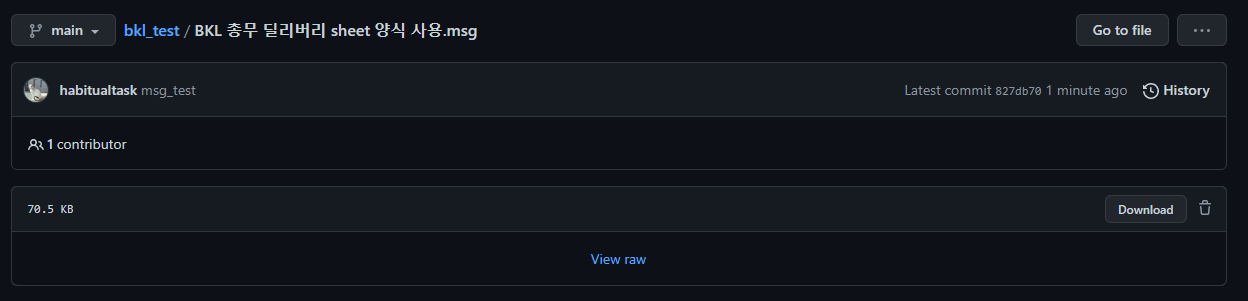 main
bkl_test / BKL 총무 딜리버리 sheet 양식 사용.msg
Go to file
...
habitualtask msg_test
Latest commit 827db70 1 minute ago
History
1 contributor
70.5 KB
Download
View raw